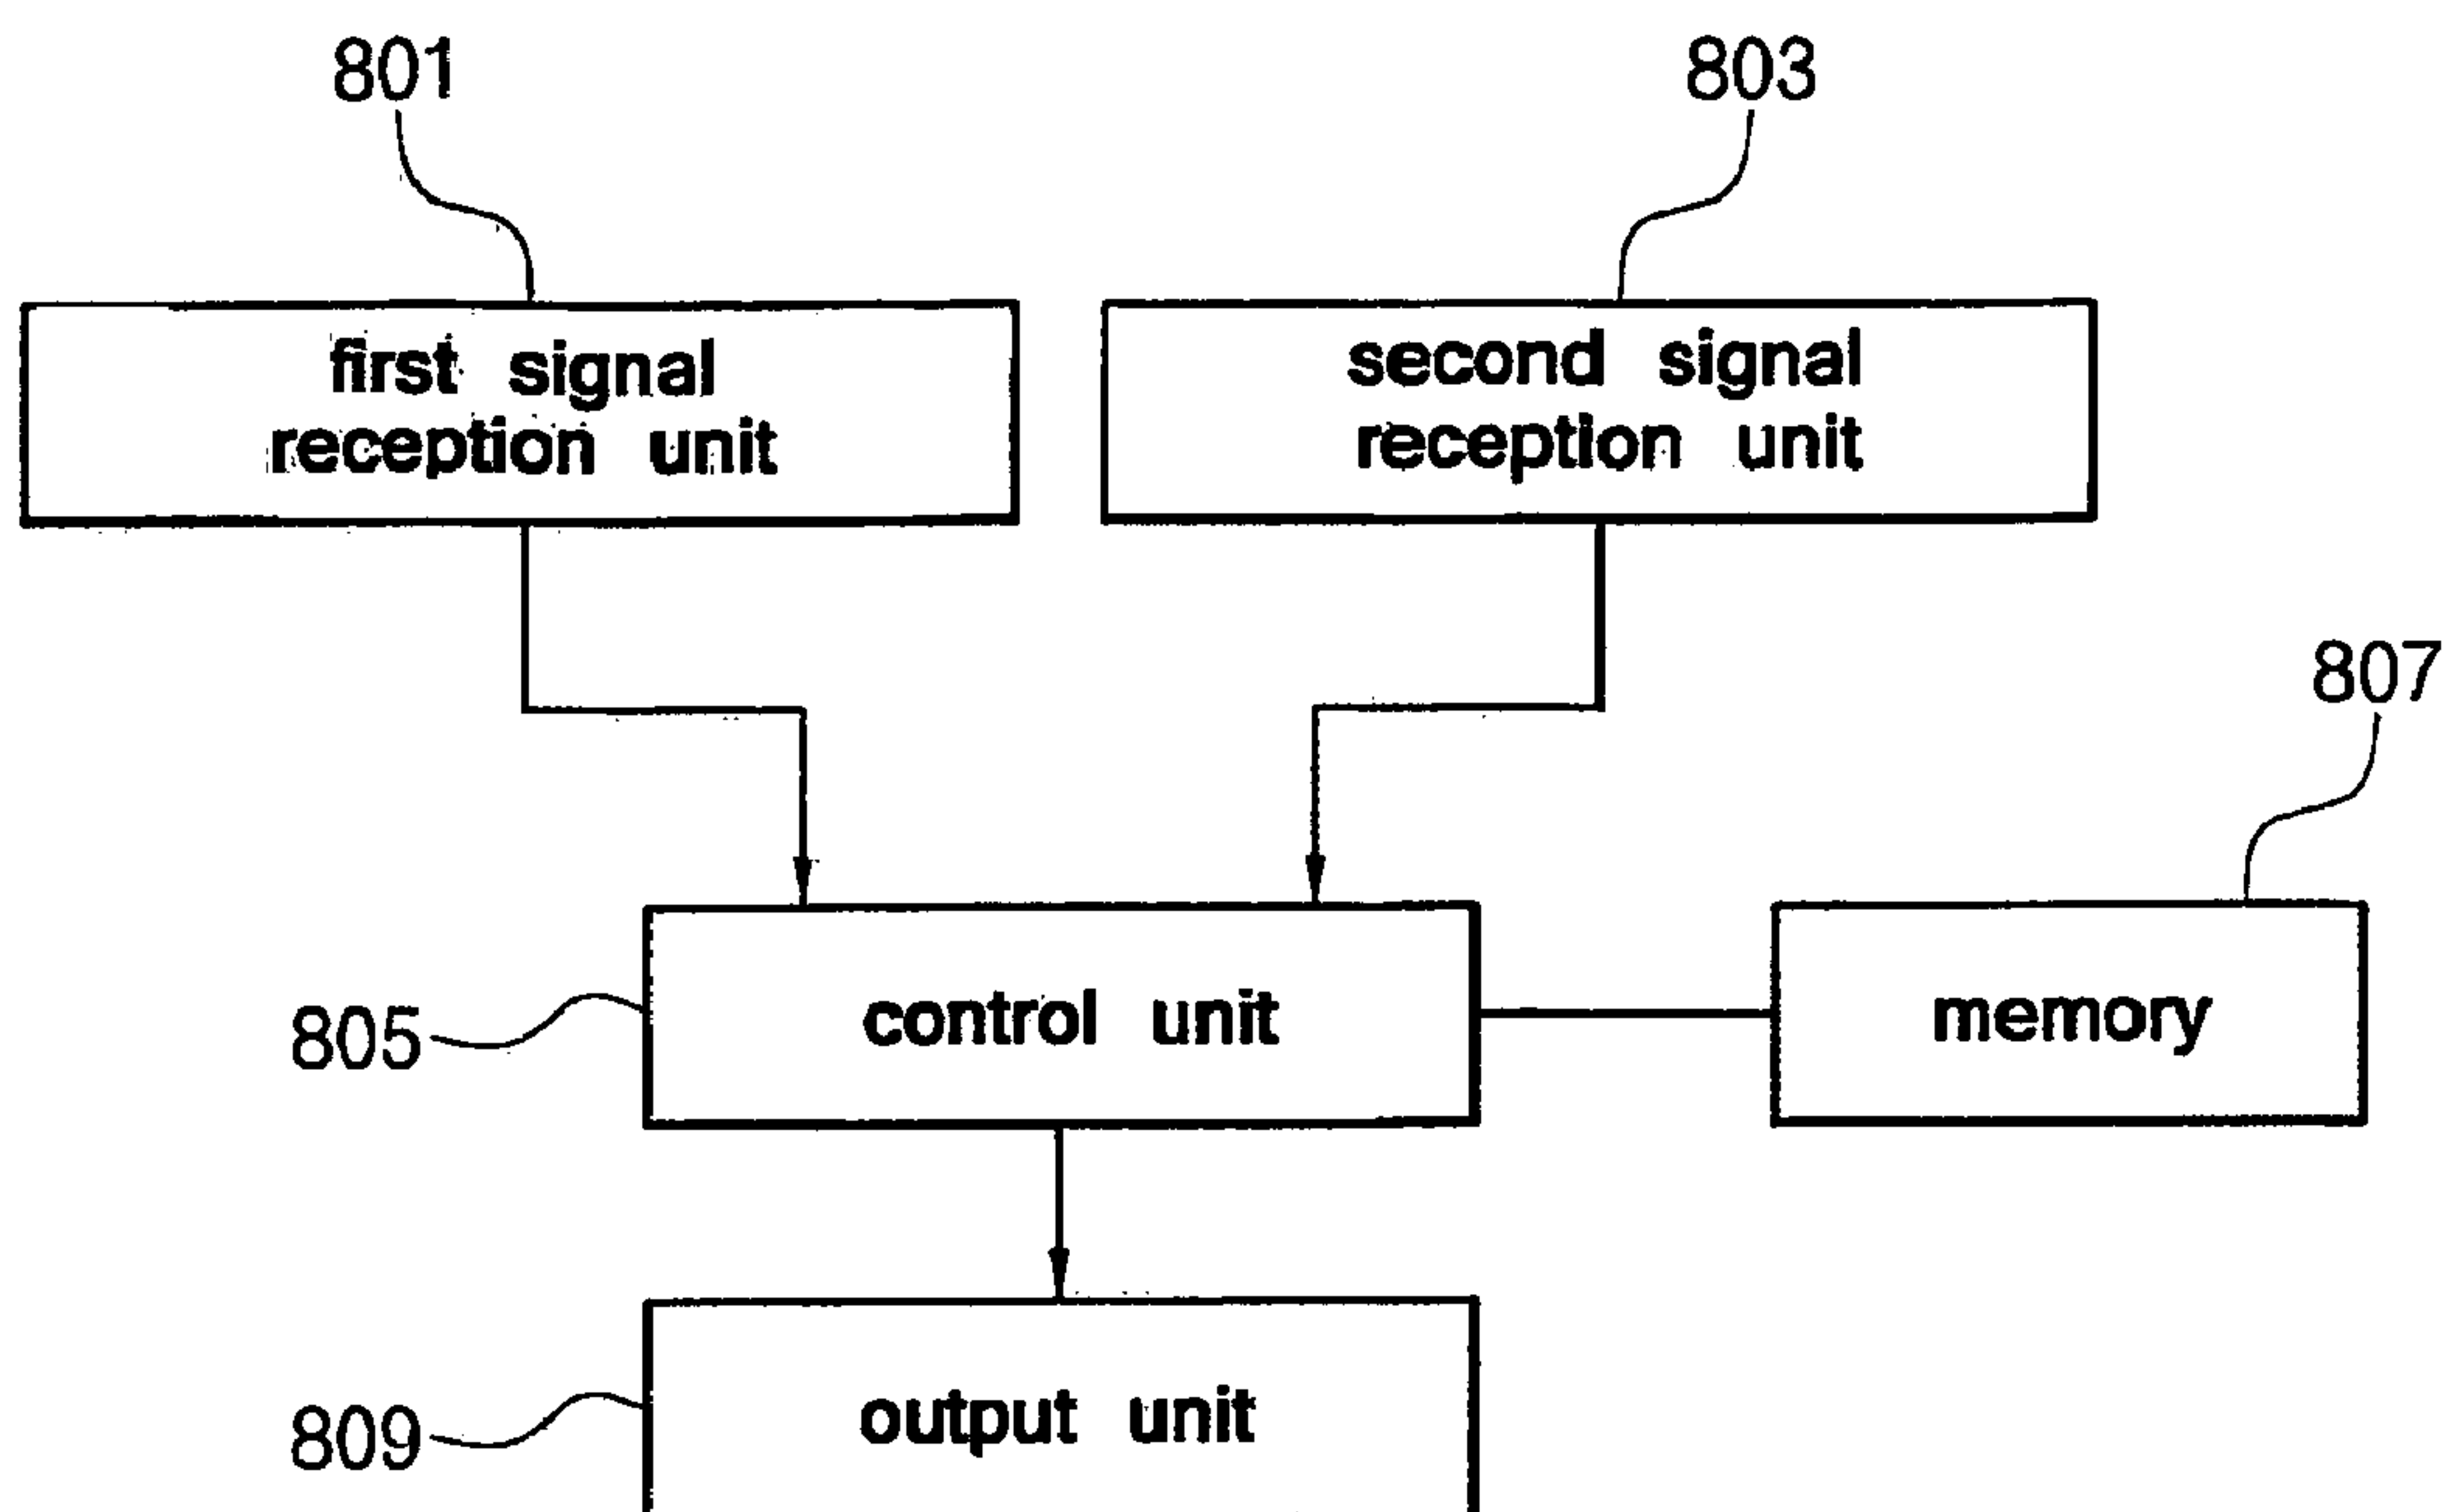 801
803
first signal
reception unit
second signal
reception unit
807
805
control unit
memory
809
output unit